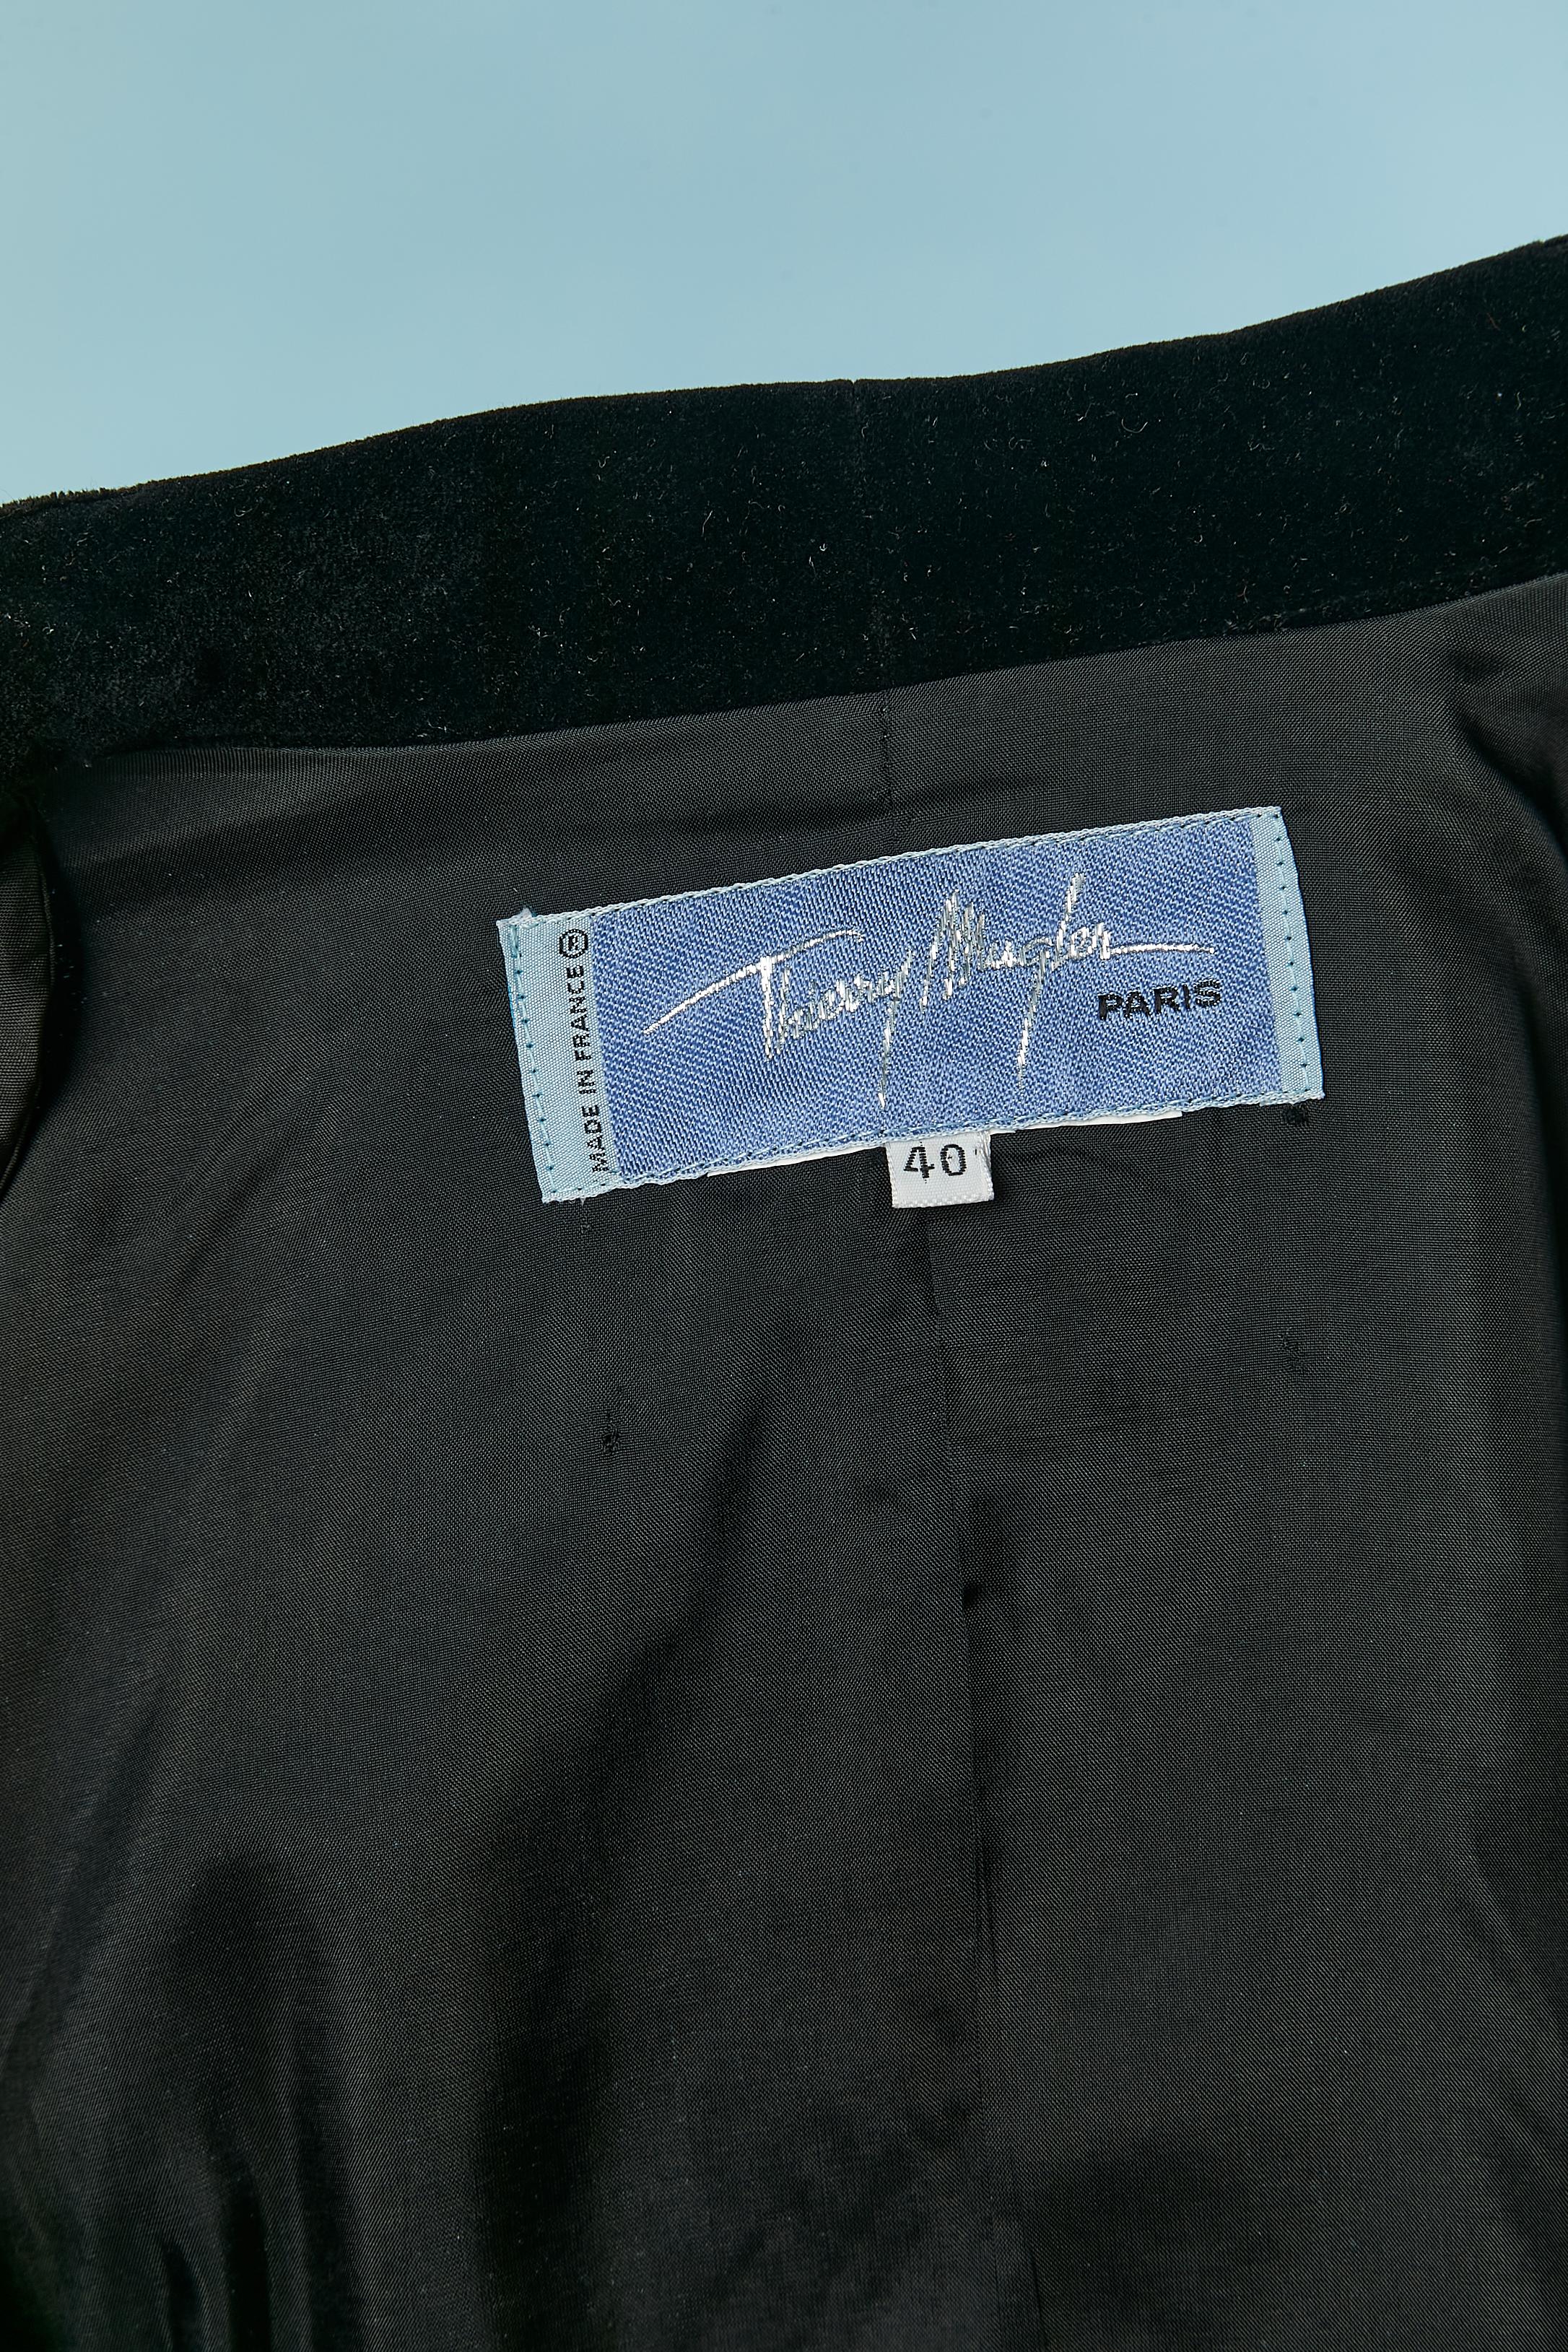 MADE IN FRANCE ®
Thierry Mugler
PARIS
40